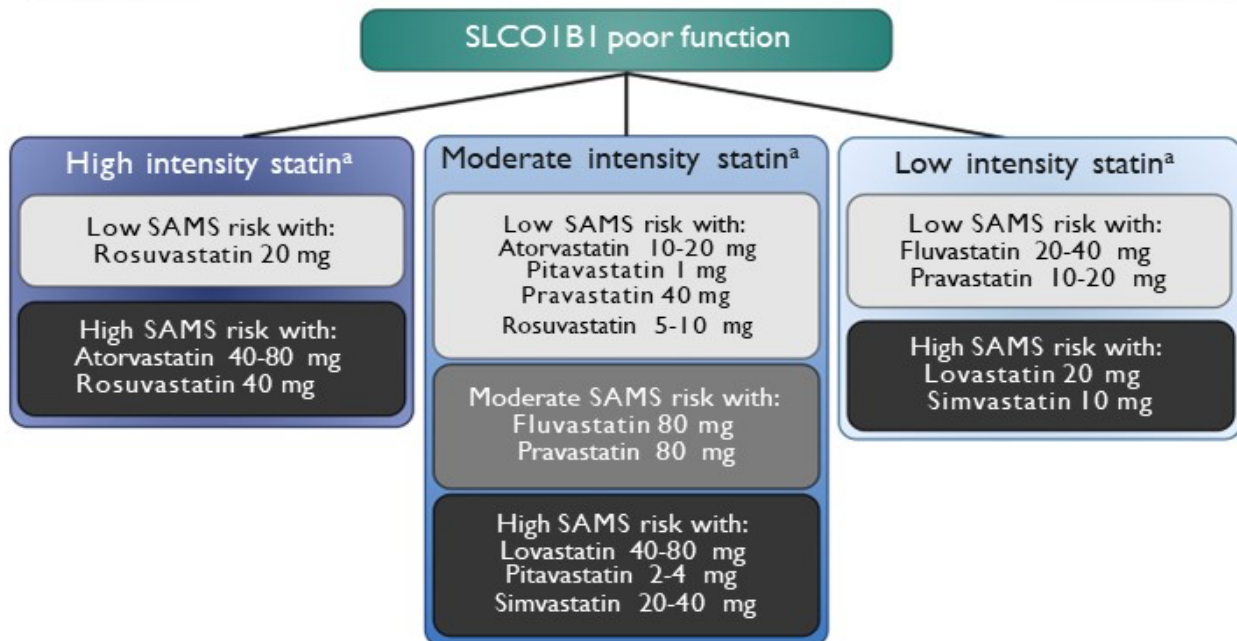 SLCO1B1 poor function
High intensity statinᵃ
Low SAMS risk with:
Rosuvastatin 20 mg
High SAMS risk with:
Atorvastatin 40-80 mg
Rosuvastatin 40 mg
Moderate intensity statinᵃ
Low SAMS risk with:
Atorvastatin 10-20 mg
Pitavastatin 1 mg
Pravastatin 40 mg
Rosuvastatin 5-10 mg
Moderate SAMS risk with:
Fluvastatin 80 mg
Pravastatin 80 mg
High SAMS risk with:
Lovastatin 40-80 mg
Pitavastatin 2-4 mg
Simvastatin 20-40 mg
Low intensity statinᵃ
Low SAMS risk with:
Fluvastatin 20-40 mg
Pravastatin 10-20 mg
High SAMS risk with:
Lovastatin 20 mg
Simvastatin 10 mg